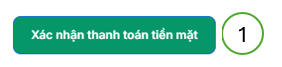 Xác nhận thanh toán tiền mặt 1